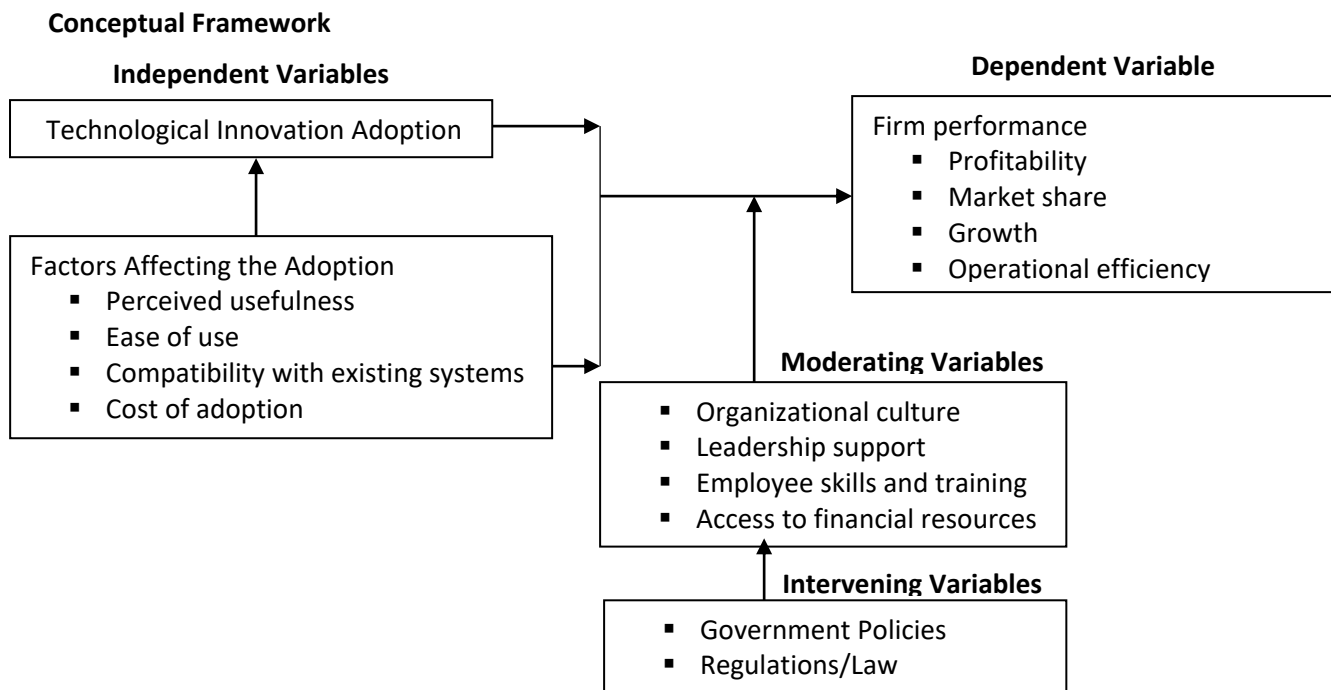 Conceptual Framework
Independent Variables
Technological Innovation Adoption
Factors Affecting the Adoption
▪ Perceived usefulness
▪ Ease of use
▪ Compatibility with existing systems
▪ Cost of adoption
Dependent Variable
Firm performance
▪ Profitability
▪ Market share
▪ Growth
▪ Operational efficiency
Moderating Variables
▪ Organizational culture
▪ Leadership support
▪ Employee skills and training
▪ Access to financial resources
Intervening Variables
▪ Government Policies
▪ Regulations/Law